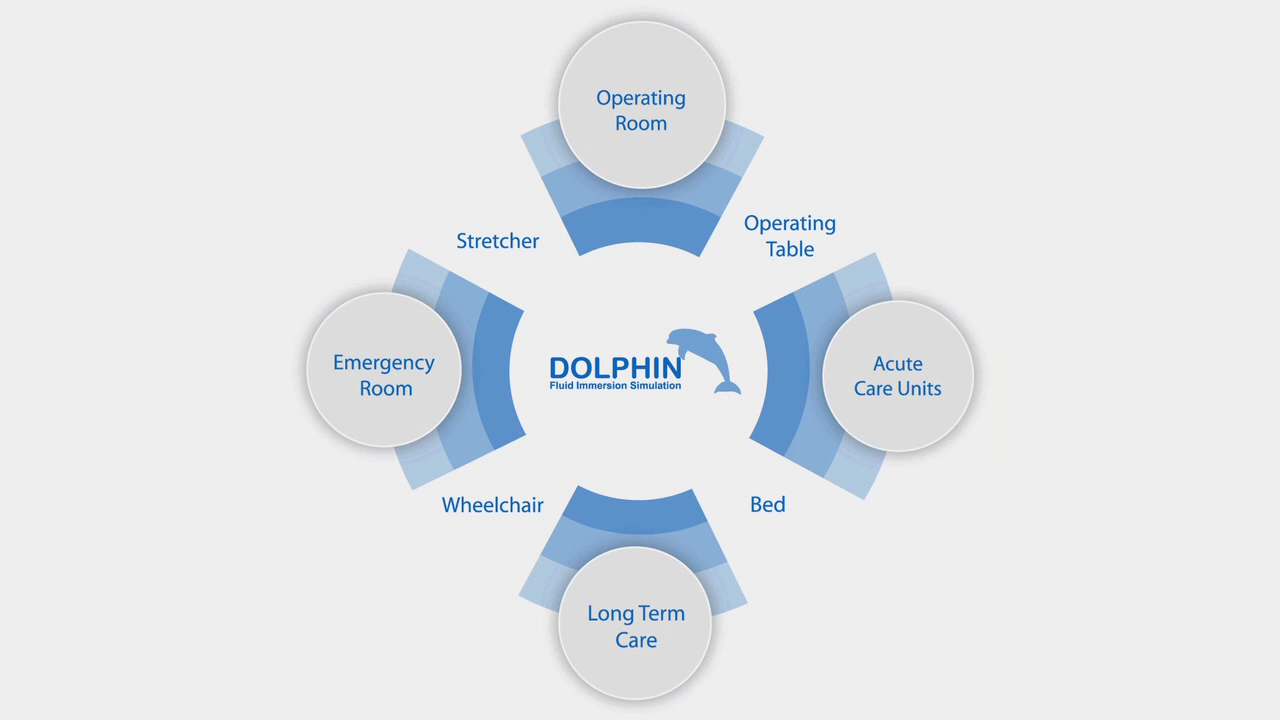 Operating
Room
Stretcher
Operating
Table
Emergency
Room
DOLPHIN
Fluid Immersion Simulation
Acute
Care Units
Wheelchair
Bed
Long Term
Care